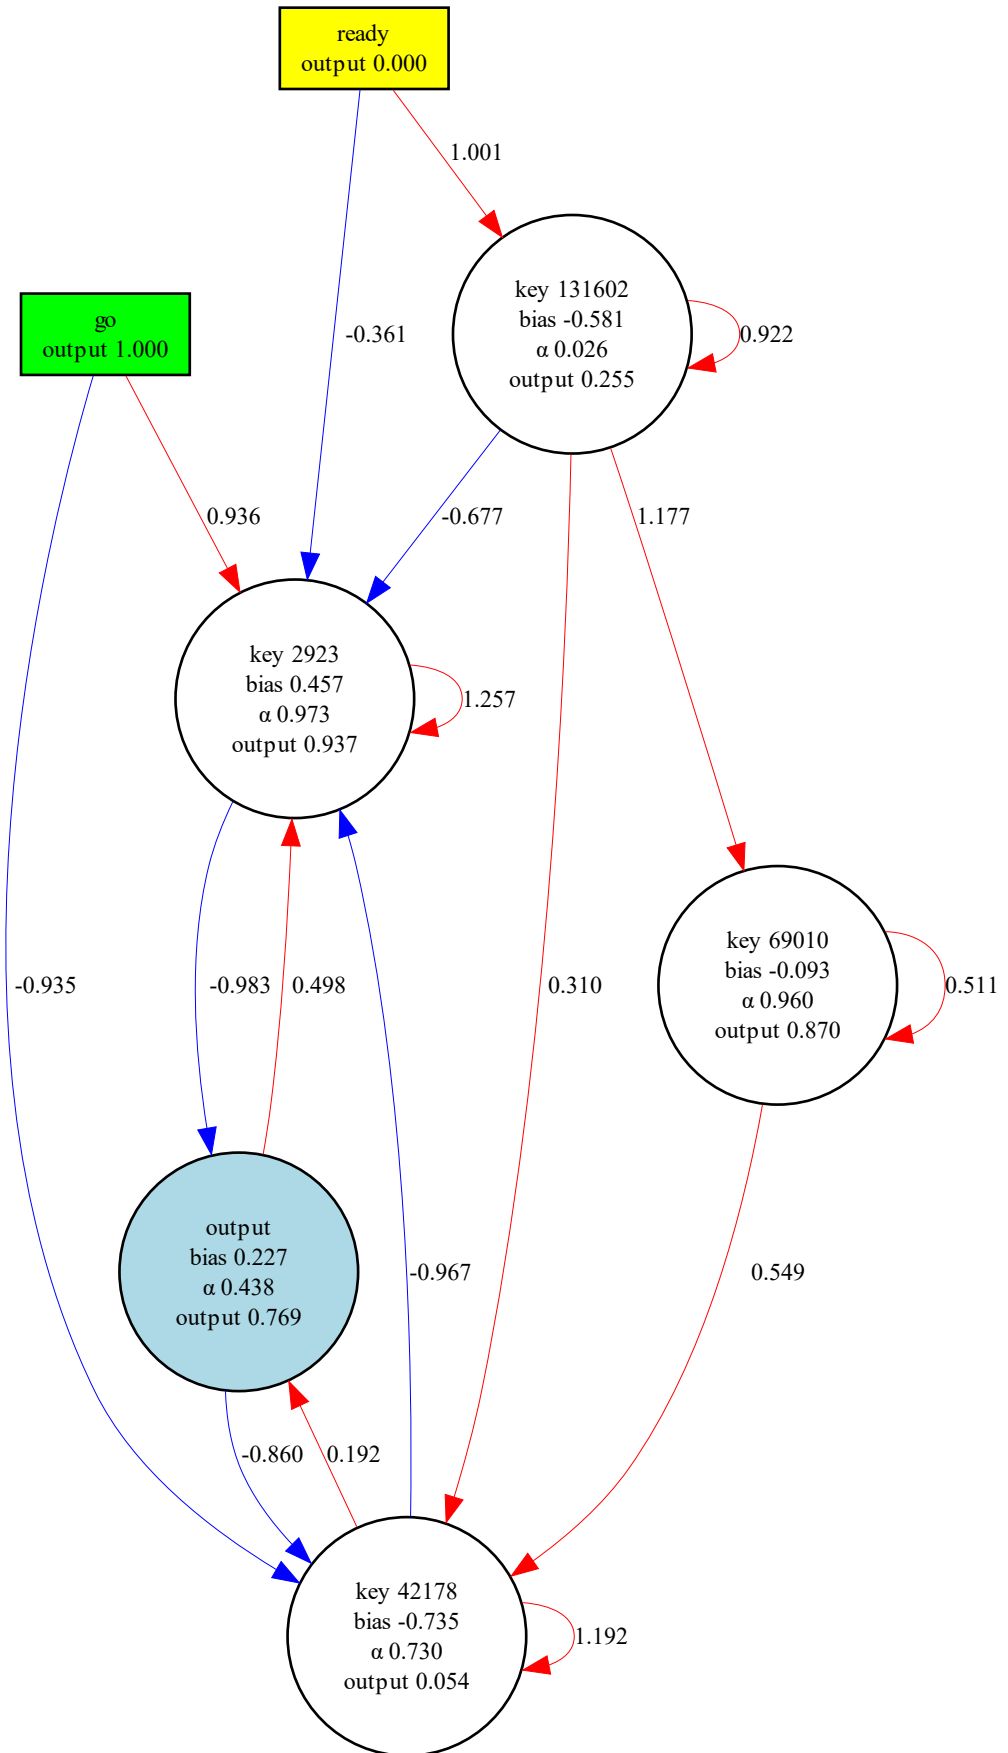 ready
output 0.000
1.001
key 131602
bias -0.581
α 0.026
output 0.255
0.922
go
output 1.000
-0.361
0.936
-0.677
1.177
key 2923
bias 0.457
α 0.973
output 0.937
1.257
key 69010
bias -0.093
α 0.960
output 0.870
0.511
-0.935
-0.983
0.498
0.310
output
bias 0.227
α 0.438
output 0.769
-0.967
0.549
-0.860
0.192
key 42178
bias -0.735
α 0.730
output 0.054
1.192